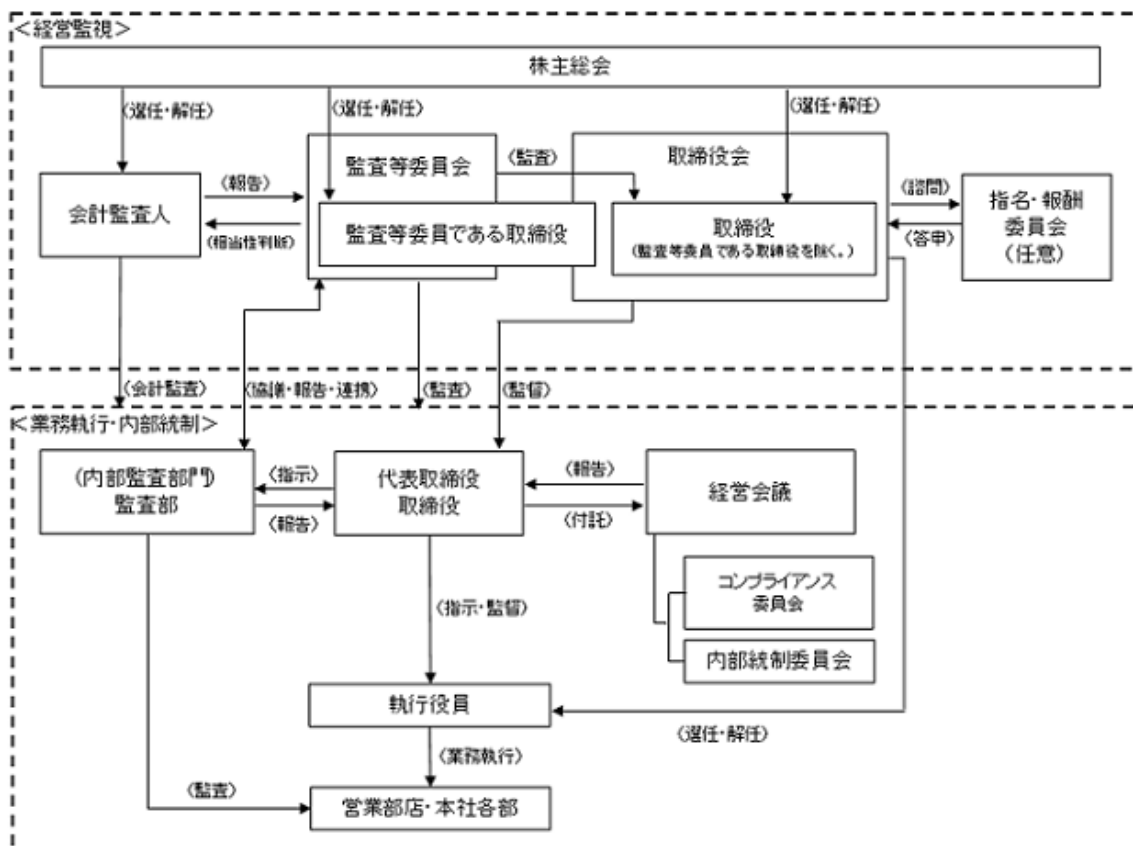 ＜経営監視＞
株主総会
〈選任・解任〉
〈選任・解任〉
〈選任・解任〉
監査等委員会
〈監査〉
取締役会
会計監査人
〈報告〉
〈相当性判断〉
監査等委員である取締役
取締役
（監査等委員である取締役を除く。）
〈諮問〉
〈答申〉
指名・報酬
委員会
（任意）
〈会計監査〉
〈協議・報告・連携〉
〈監査〉
〈監督〉
＜業務執行・内部統制＞
（内部監査部門）
監査部
〈指示〉
〈報告〉
代表取締役
取締役
〈報告〉
〈付託〉
経営会議
コンプライアンス
委員会
〈指示・監督〉
内部統制委員会
執行役員
〈選任・解任〉
〈業務執行〉
〈監査〉
営業部店・本社各部